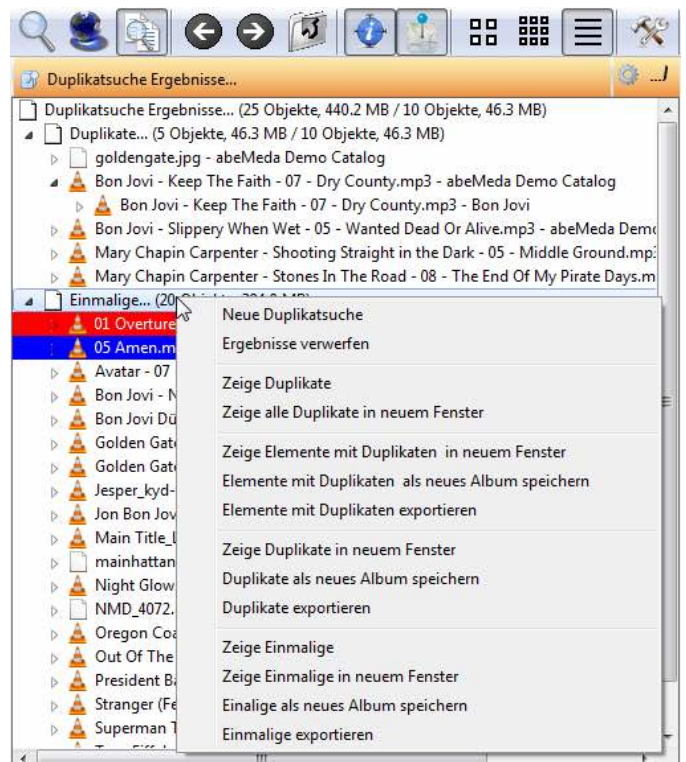 Duplikatsuche Ergebnisse...
...!
Duplikatsuche Ergebnisse... (25 Objekte, 440.2 MB / 10 Objekte, 46.3 MB)
Duplikate... (5 Objekte, 46.3 MB / 10 Objekte, 46.3 MB)
goldengate.jpg - abeMeda Demo Catalog
Bon Jovi - Keep The Faith - 07 - Dry County.mp3 - abeMeda Demo Catalog
Bon Jovi - Keep The Faith - 07 - Dry County.mp3 - Bon Jovi
Bon Jovi - Slippery When Wet - 05 - Wanted Dead Or Alive.mp3 - abeMeda Dem
Mary Chapin Carpenter - Shooting Straight in the Dark - 05 - Middle Ground.mp
Mary Chapin Carpenter - Stones In The Road - 08 - The End Of My Pirate Days.m
Einmalige... (20
01 Overture
05 Amen.m
Avatar - 07
Bon Jovi - N
Bon Jovi Dü
Golden Gat
Golden Gat
Jesper_kyd-
Jon Bon Jov
Main Title_L
mainhattan
Night Glow
NMD_4072.
Oregon Coa
Out Of The
President Ba
Stranger (Fe
Superman T
Neue Duplikatsuche
Ergebnisse verwerfen
Zeige Duplikate
Zeige alle Duplikate in neuem Fenster
Zeige Elemente mit Duplikaten in neuem Fenster
Elemente mit Duplikaten als neues Album speichern
Elemente mit Duplikaten exportieren
Zeige Duplikate in neuem Fenster
Duplikate als neues Album speichern
Duplikate exportieren
Zeige Einmalige
Zeige Einmalige in neuem Fenster
Einalige als neues Album speichern
Einmalige exportieren